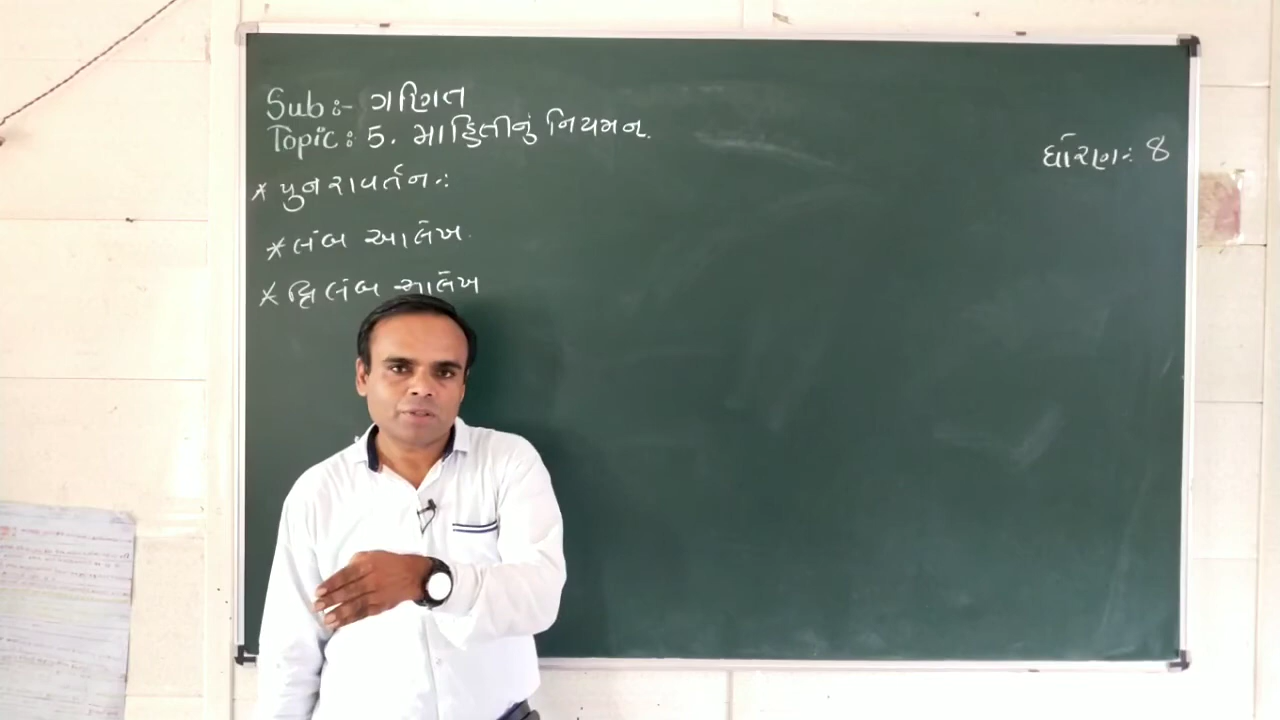 Sub:- ગણિત
Topic: 5. માહિતીનું નિયમન.
ધોરણ: 8
* પુનરાવર્તન:
* લંબ આલેખ.
* દ્વિલંબ આલેખ